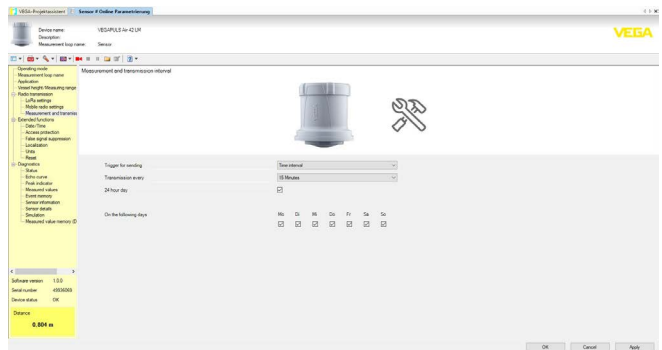 VEGA-Projektassistent
Sensor # Online Parametrierung
Device name: VEGAPULS Air 42 LM
Description:
Measurement loop name: Sensor
VEGA
Operating mode
Measurement loop name
Application
Vessel height/Measuring range
Radio transmission
LoRa settings
Mobile radio settings
Measurement and transmis
Extended functions
Date/Time
Access protection
False signal suppression
Localisation
Units
Reset
Diagnostics
Status
Echo curve
Peak indicator
Measured values
Event memory
Sensor information
Sensor details
Simulation
Measured value memory (D
Measurement and transmission interval
Trigger for sending Time interval
Transmission every 15 Minutes
24 hour day
On the following days Mo Di Mi Do Fr Sa So
Software version 1.0.0
Serial number
Device status OK
Distance
0,004 m
OK Cancel Apply